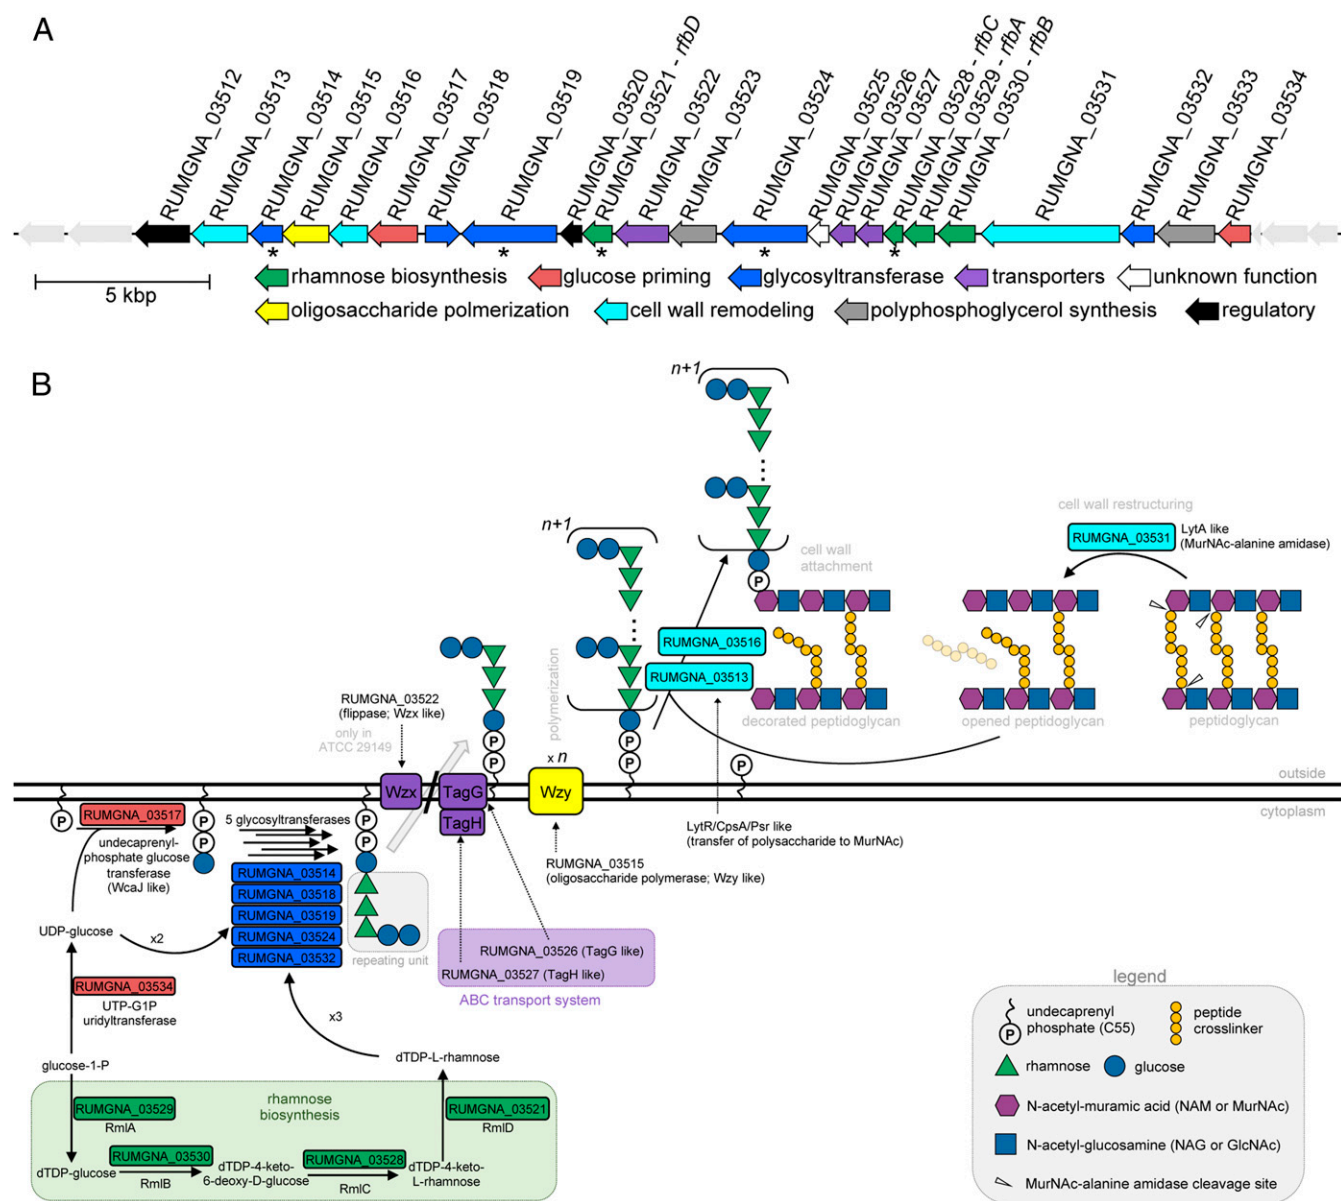 A
RUMGNA_03512
RUMGNA_03513
RUMGNA_03514
RUMGNA_03515
RUMGNA_03516
RUMGNA_03517
RUMGNA_03518
RUMGNA_03519
RUMGNA_03520
RUMGNA_03521 - rfbD
RUMGNA_03522
RUMGNA_03523
RUMGNA_03524
RUMGNA_03525
RUMGNA_03526
RUMGNA_03527
RUMGNA_03528 - rfbC
RUMGNA_03529 - rfbA
RUMGNA_03530 - rfbB
RUMGNA_03531
RUMGNA_03532
RUMGNA_03533
RUMGNA_03534
* * * * *
5 kbp
rhamnose biosynthesis
glucose priming
glycosyltransferase
transporters
unknown function
oligosaccharide polmerization
cell wall remodeling
polyphosphoglycerol synthesis
regulatory
B
n+1
n+1
cell wall
attachment
cell wall restructuring
RUMGNA_03531
LytA like
(MurNAc-alanine amidase)
P
RUMGNA_03516
RUMGNA_03513
decorated peptidoglycan
opened peptidoglycan
peptidoglycan
polymerization
x n
RUMGNA_03522
(flippase; Wzx like)
only in
ATCC 29149
P
P
P
P
P
Wzx
TagG
TagH
Wzy
outside
cytoplasm
P
RUMGNA_03517
undecaprenyl-
phosphate glucose
transferase
(WcaJ like)
P
P
5 glycosyltransferases
P
P
RUMGNA_03514
RUMGNA_03518
RUMGNA_03519
RUMGNA_03524
RUMGNA_03532
repeating unit
LytR/CpsA/Psr like
(transfer of polysaccharide to MurNAc)
RUMGNA_03515
(oligosaccharide polymerase; Wzy like)
RUMGNA_03526 (TagG like)
RUMGNA_03527 (TagH like)
ABC transport system
UDP-glucose
x2
RUMGNA_03534
UTP-G1P
uridyltransferase
x3
glucose-1-P
dTDP-L-rhamnose
rhamnose
biosynthesis
RUMGNA_03529
RmlA
RUMGNA_03521
RmlD
dTDP-glucose
RUMGNA_03530
RmlB
dTDP-4-keto-
6-deoxy-D-glucose
RUMGNA_03528
RmlC
dTDP-4-keto-
L-rhamnose
legend
P
undecaprenyl
phosphate (C55)
peptide
crosslinker
rhamnose
glucose
N-acetyl-muramic acid (NAM or MurNAc)
N-acetyl-glucosamine (NAG or GlcNAc)
MurNAc-alanine amidase cleavage site